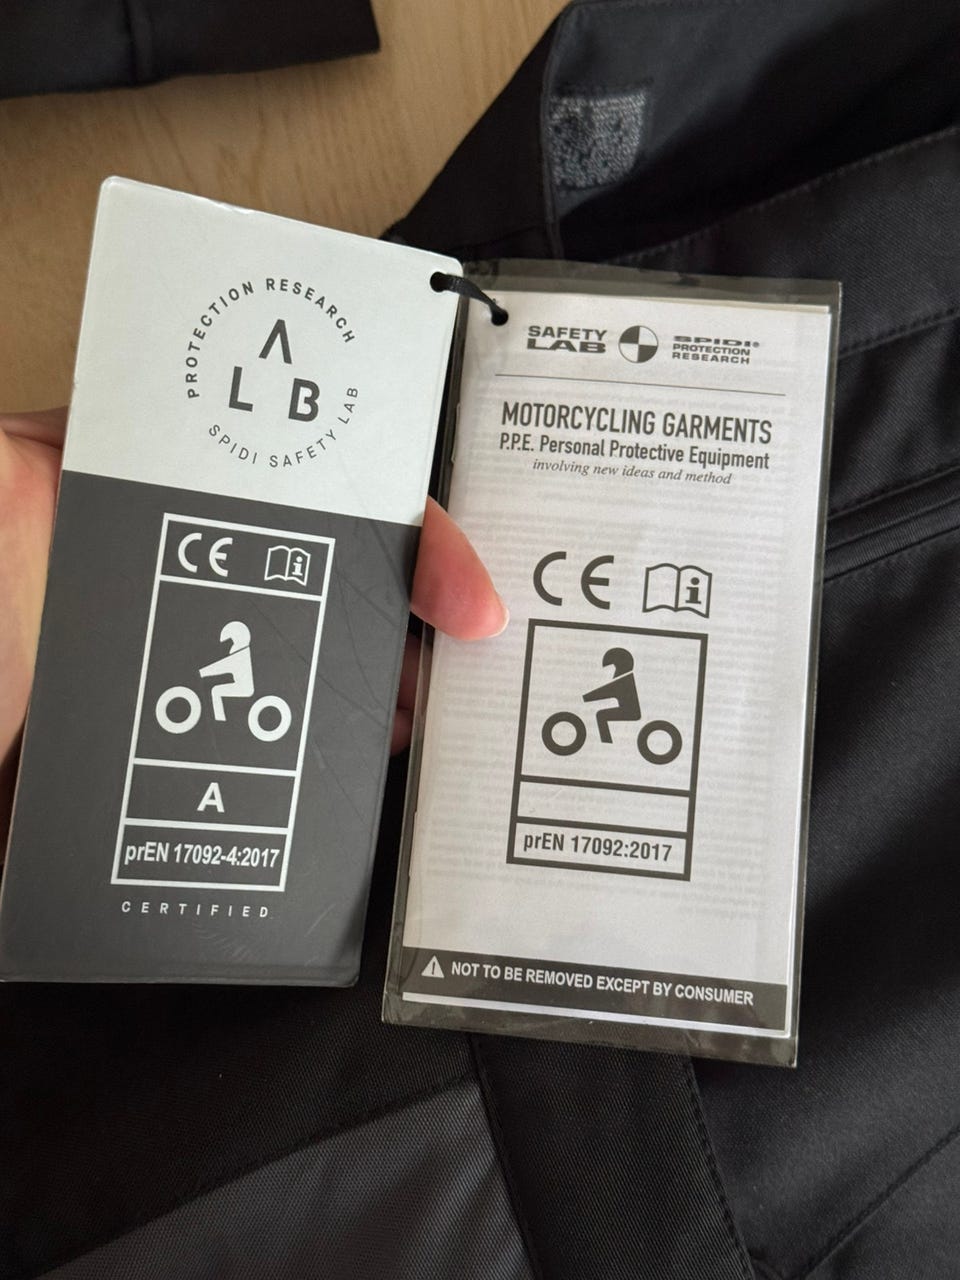 PROTECTION RESEARCH
A
L B
SPIDI SAFETY LAB
CE i
A
prEN 17092-4:2017
CERTIFIED
SAFETY
LAB
SPIDI®
PROTECTION
RESEARCH
MOTORCYCLING GARMENTS
P.P.E. Personal Protective Equipment
involving new ideas and method
CE i
prEN 17092:2017
NOT TO BE REMOVED EXCEPT BY CONSUMER